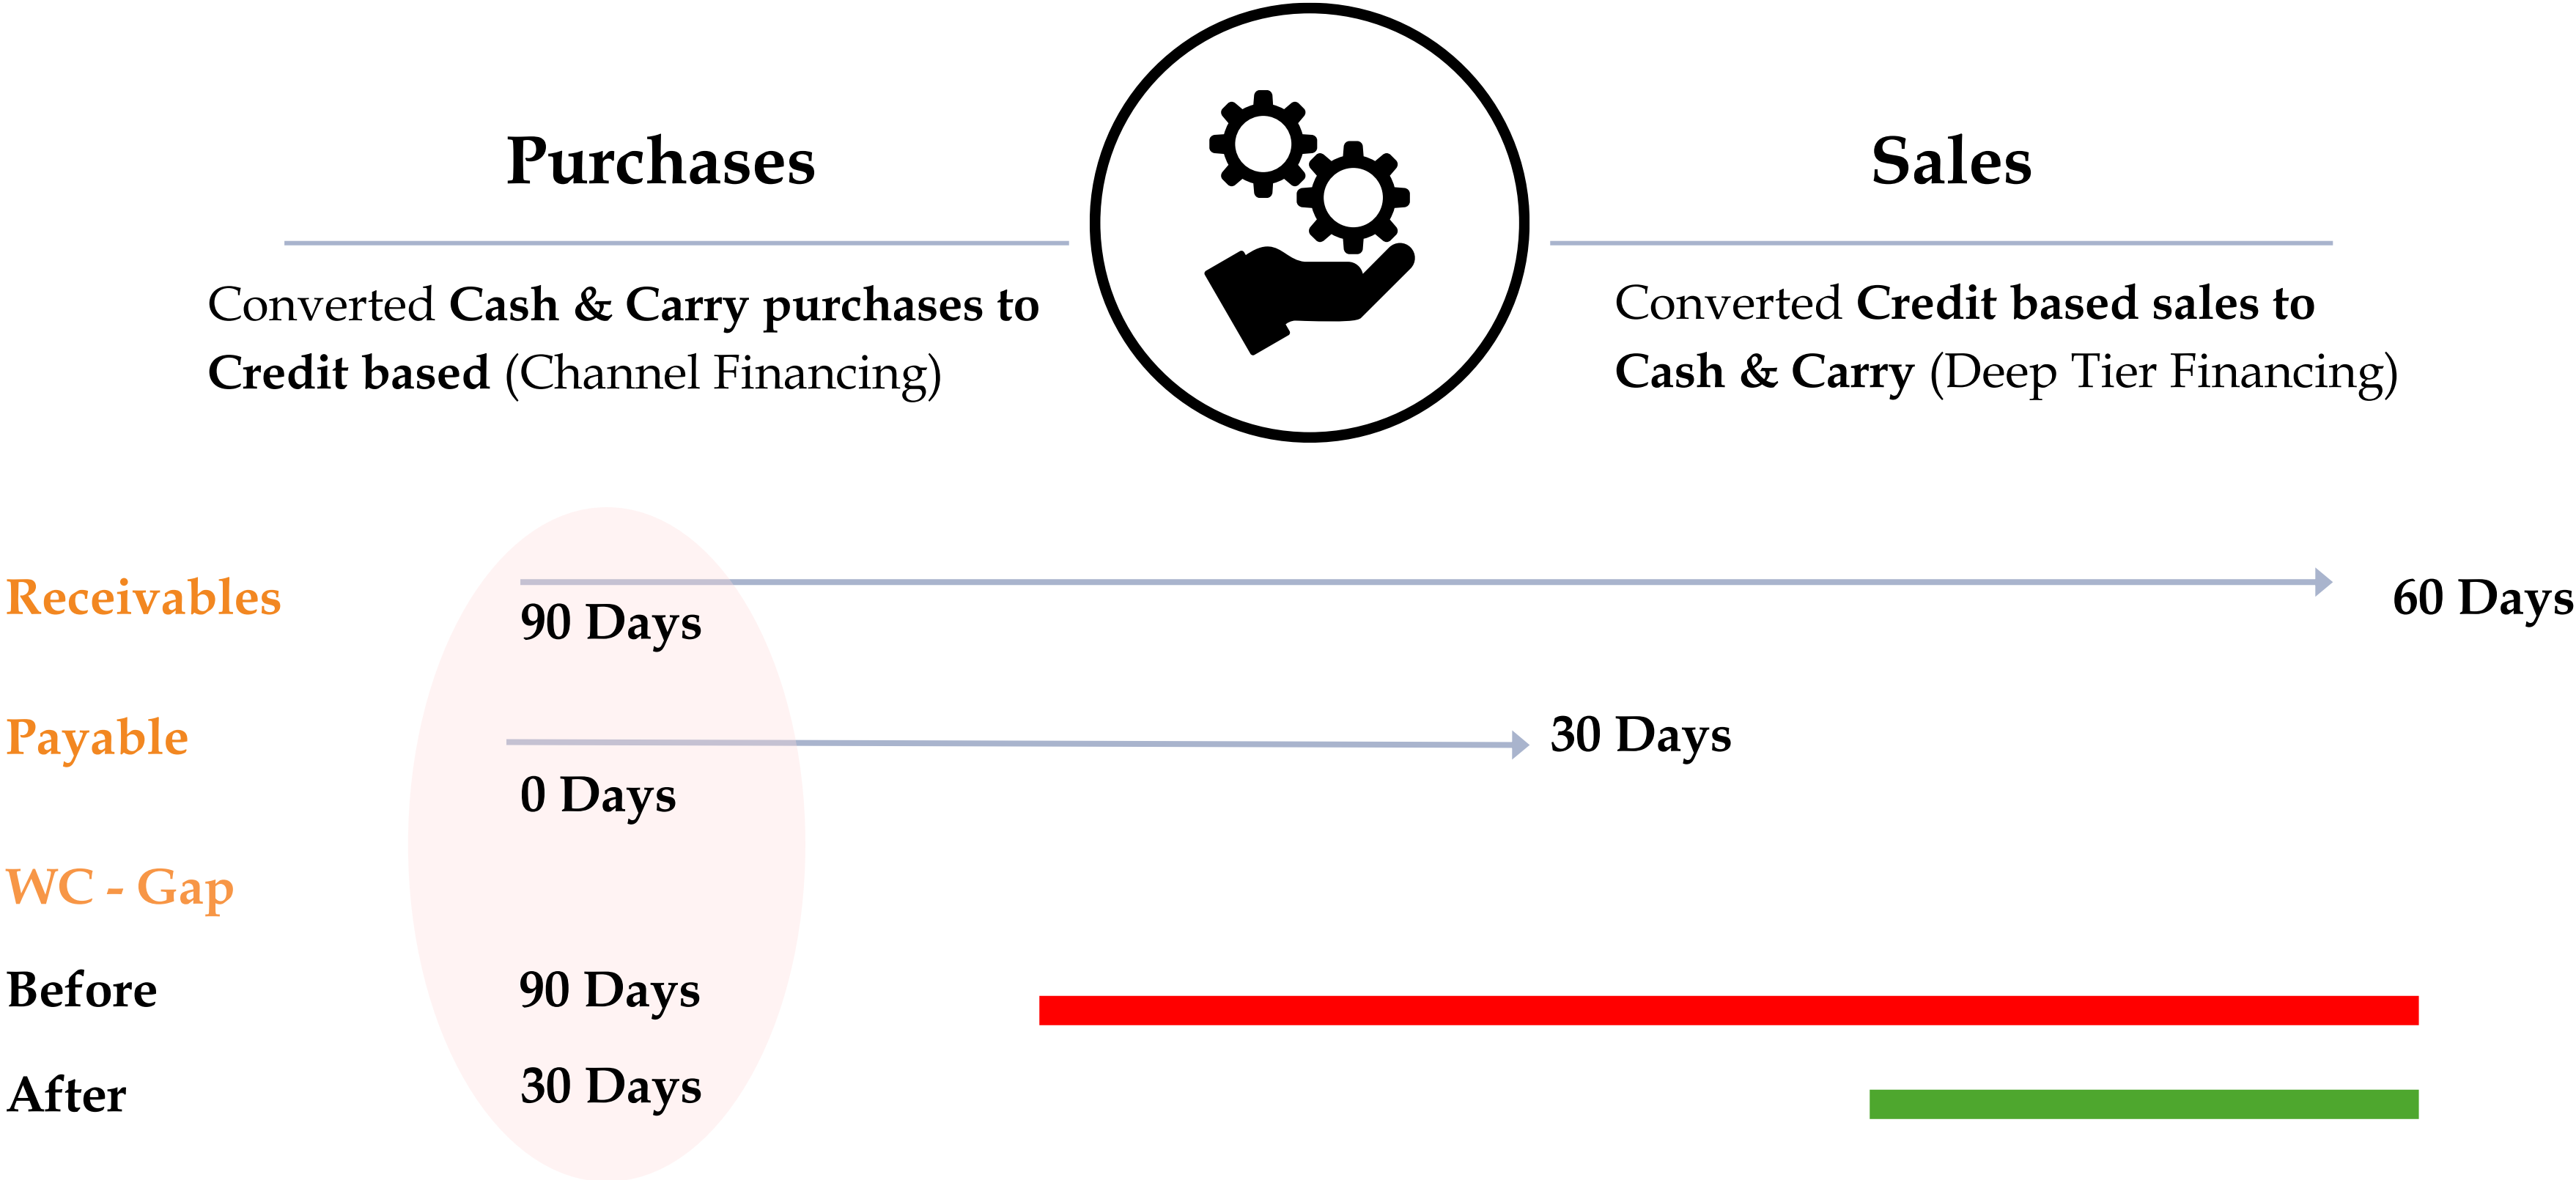 Purchases
Converted Cash & Carry purchases to
Credit based (Channel Financing)
Sales
Converted Credit based sales to
Cash & Carry (Deep Tier Financing)
Receivables
90 Days
60 Days
Payable
0 Days
30 Days
WC - Gap
Before
90 Days
After
30 Days